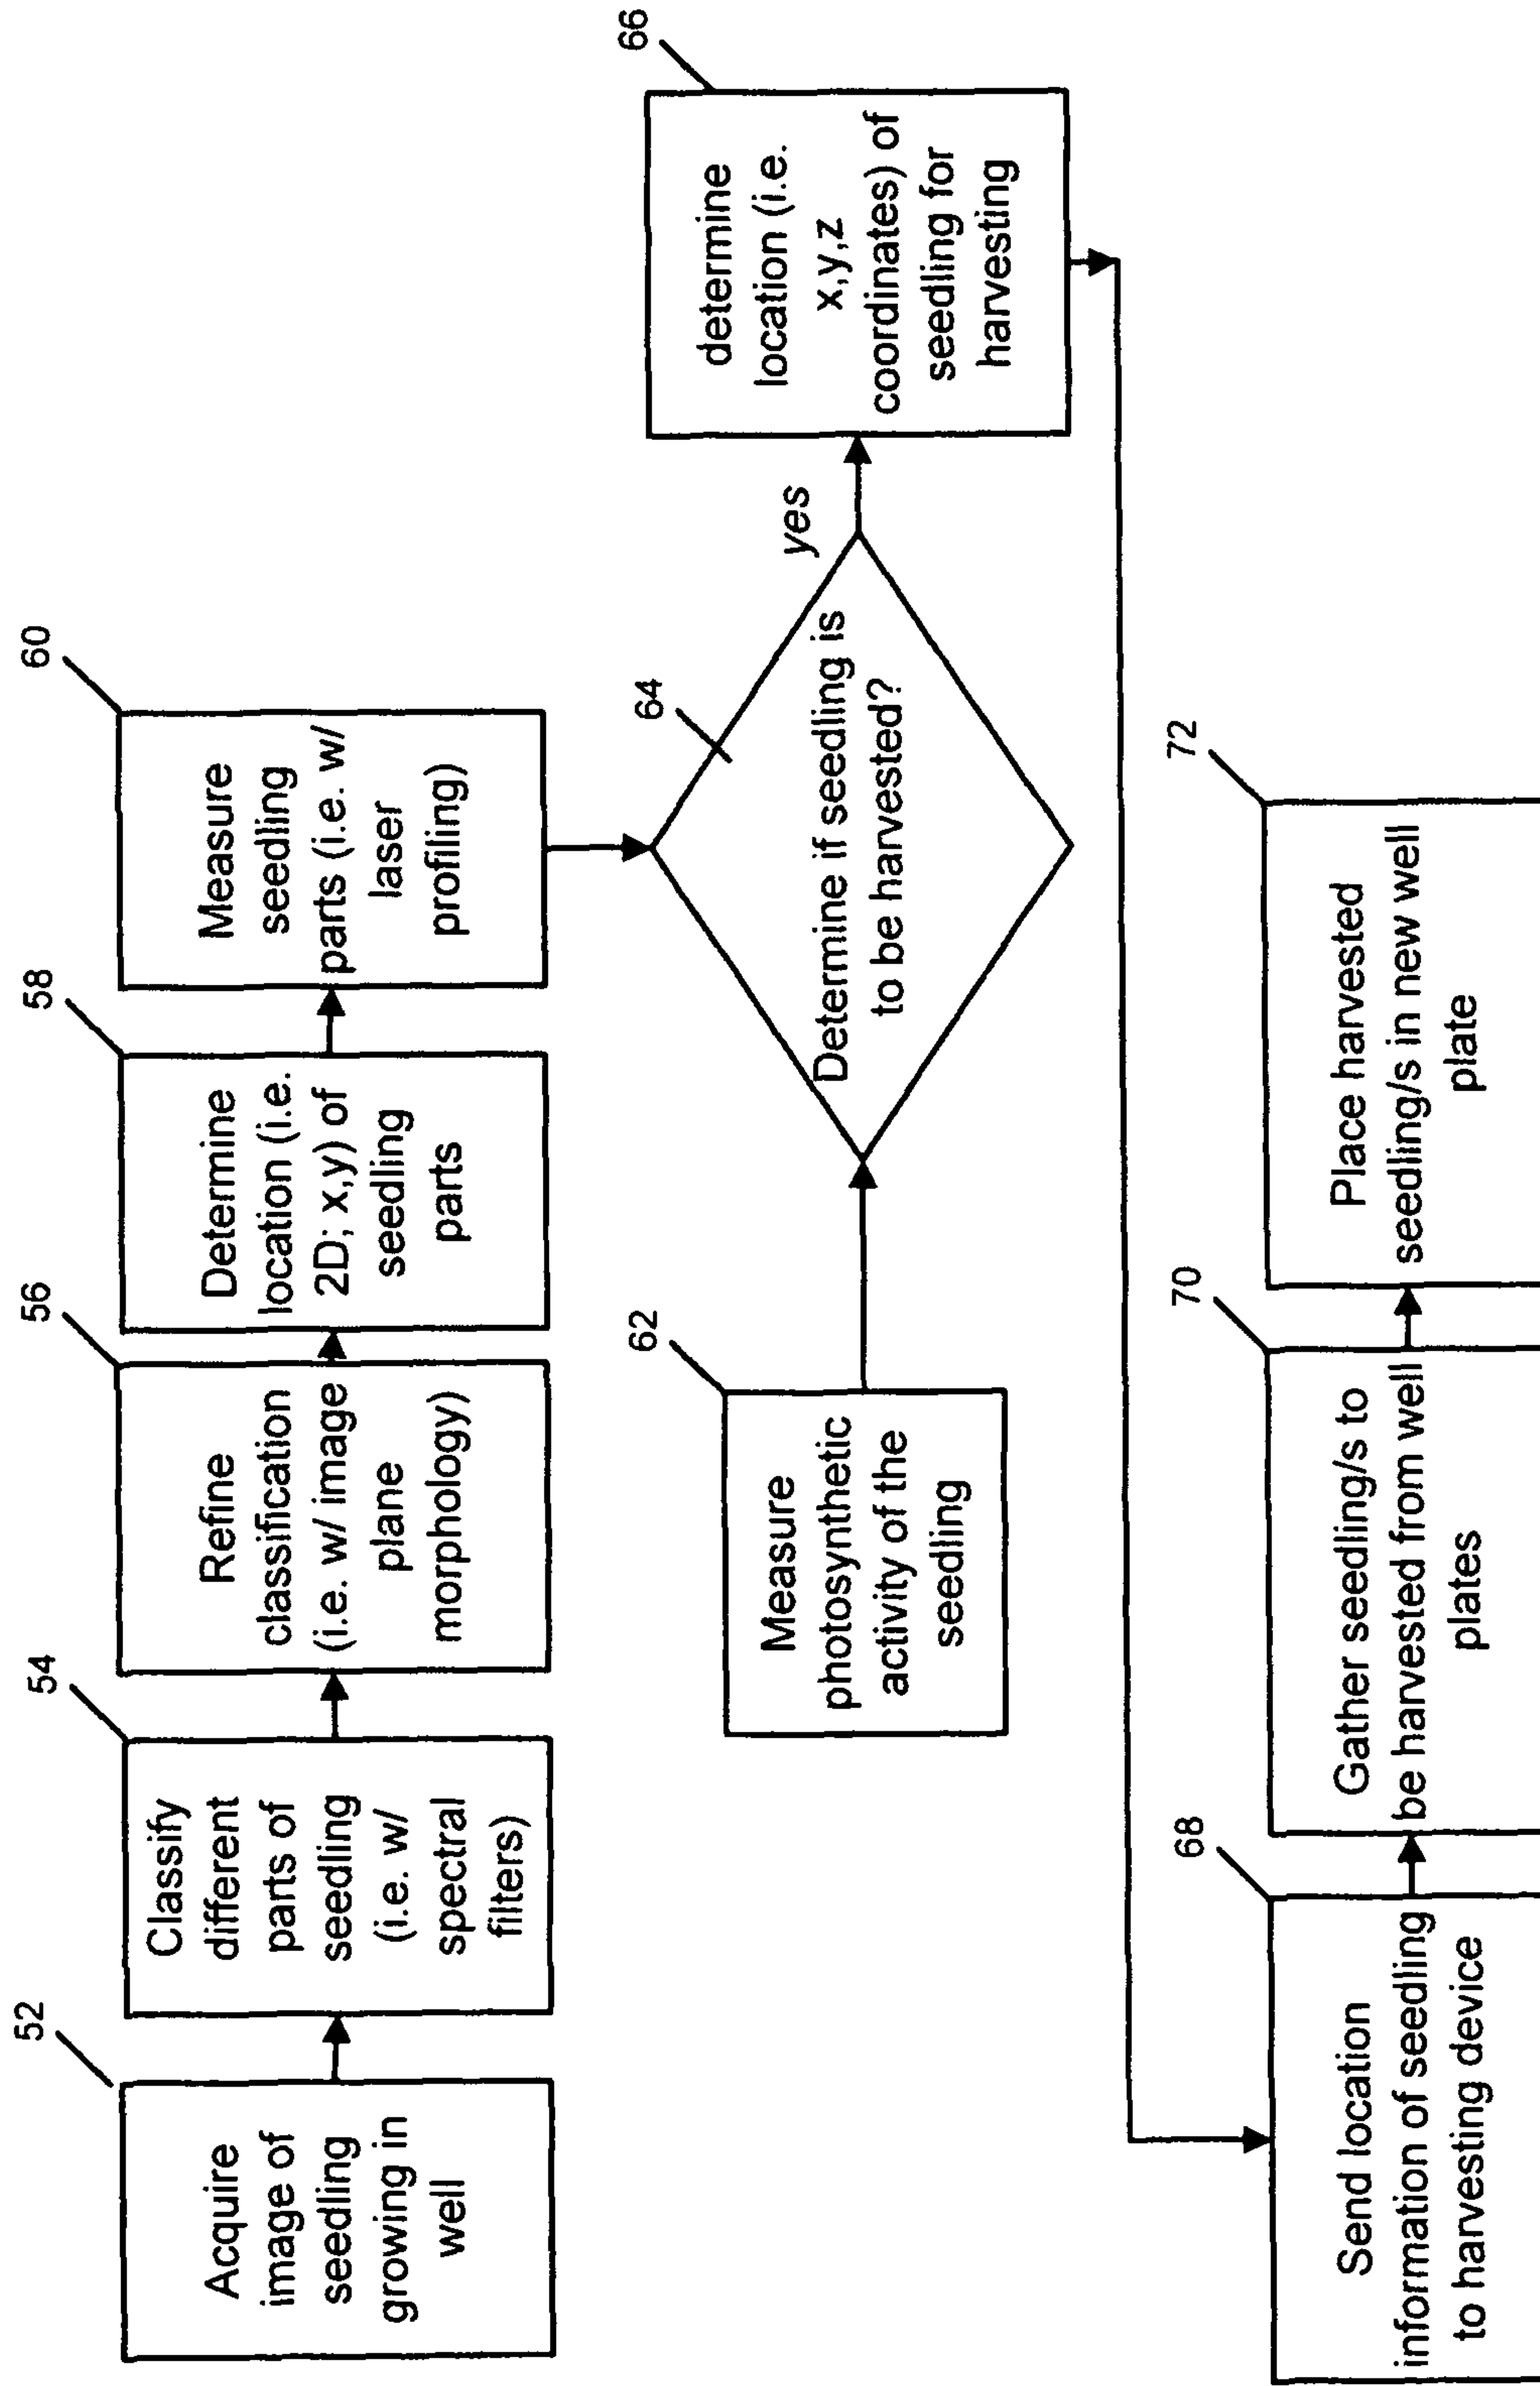 52
Acquire
image of
seedling
growing in
well
54
Classify
different
parts of
seedling
(i.e. w/
spectral
filters)
56
Refine
classification
(i.e. w/ image
plane
morphology)
58
Determine
location (i.e.
2D; x,y) of
seedling
parts
60
Measure
seedling
parts (i.e. w/
laser
profiling)
62
Measure
photosynthetic
activity of the
seedling
64
Determine if seedling is
to be harvested?
yes
66
determine
location (i.e.
x,y,z
coordinates) of
seedling for
harvesting
68
Send location
information of seedling
to harvesting device
70
Gather seedling/s to
be harvested from well
plates
72
Place harvested
seedling/s in new well
plate